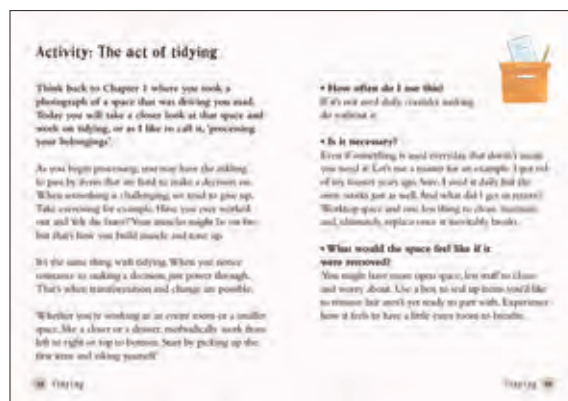 Activity: The act of tidying
Think back to Chapter 1 where you took a
photograph of a space that was driving you mad.
Today you will take a closer look at that space and
work on tidying, or as I like to call it, 'processing
your belongings'.
As you begin processing, you may have the
to pass by items that are hard to make a decision on.
When something is challenging, we tend to give up.
Take exercising for example. Have you ever worked
out and felt the burn? Your muscles might be on fire
but that's how you build muscle and tone up.
It's the same thing with tidying. When you notice
resistance to making a decision, just power through.
That's when transformation and change are possible.
Whether you're working in an entire room or a smaller
space, like a closet or a drawer, methodically work from
left to right or top to bottom. Start by picking up the
first item and asking yourself
Tidying
• How often do I use this?
If it's not used daily, consider making
do without it.
• Is it necessary?
Even if something is used everyday that doesn't mean
you need it. Let's use a toaster for an example. I got rid
of my toaster years ago. Sure, I used it daily but the
oven works just as well. And what did I get in return?
Worktop space and one less thing to clean, maintain
and, ultimately, replace once it inevitably breaks.
• What would the space feel like if it
were removed?
You might have more open space, less stuff to clean
and worry about. Use a box to seal up items you'd like
to remove but aren't yet ready to part with. Experience
how it feels to have a little extra room to breathe.
Tidying